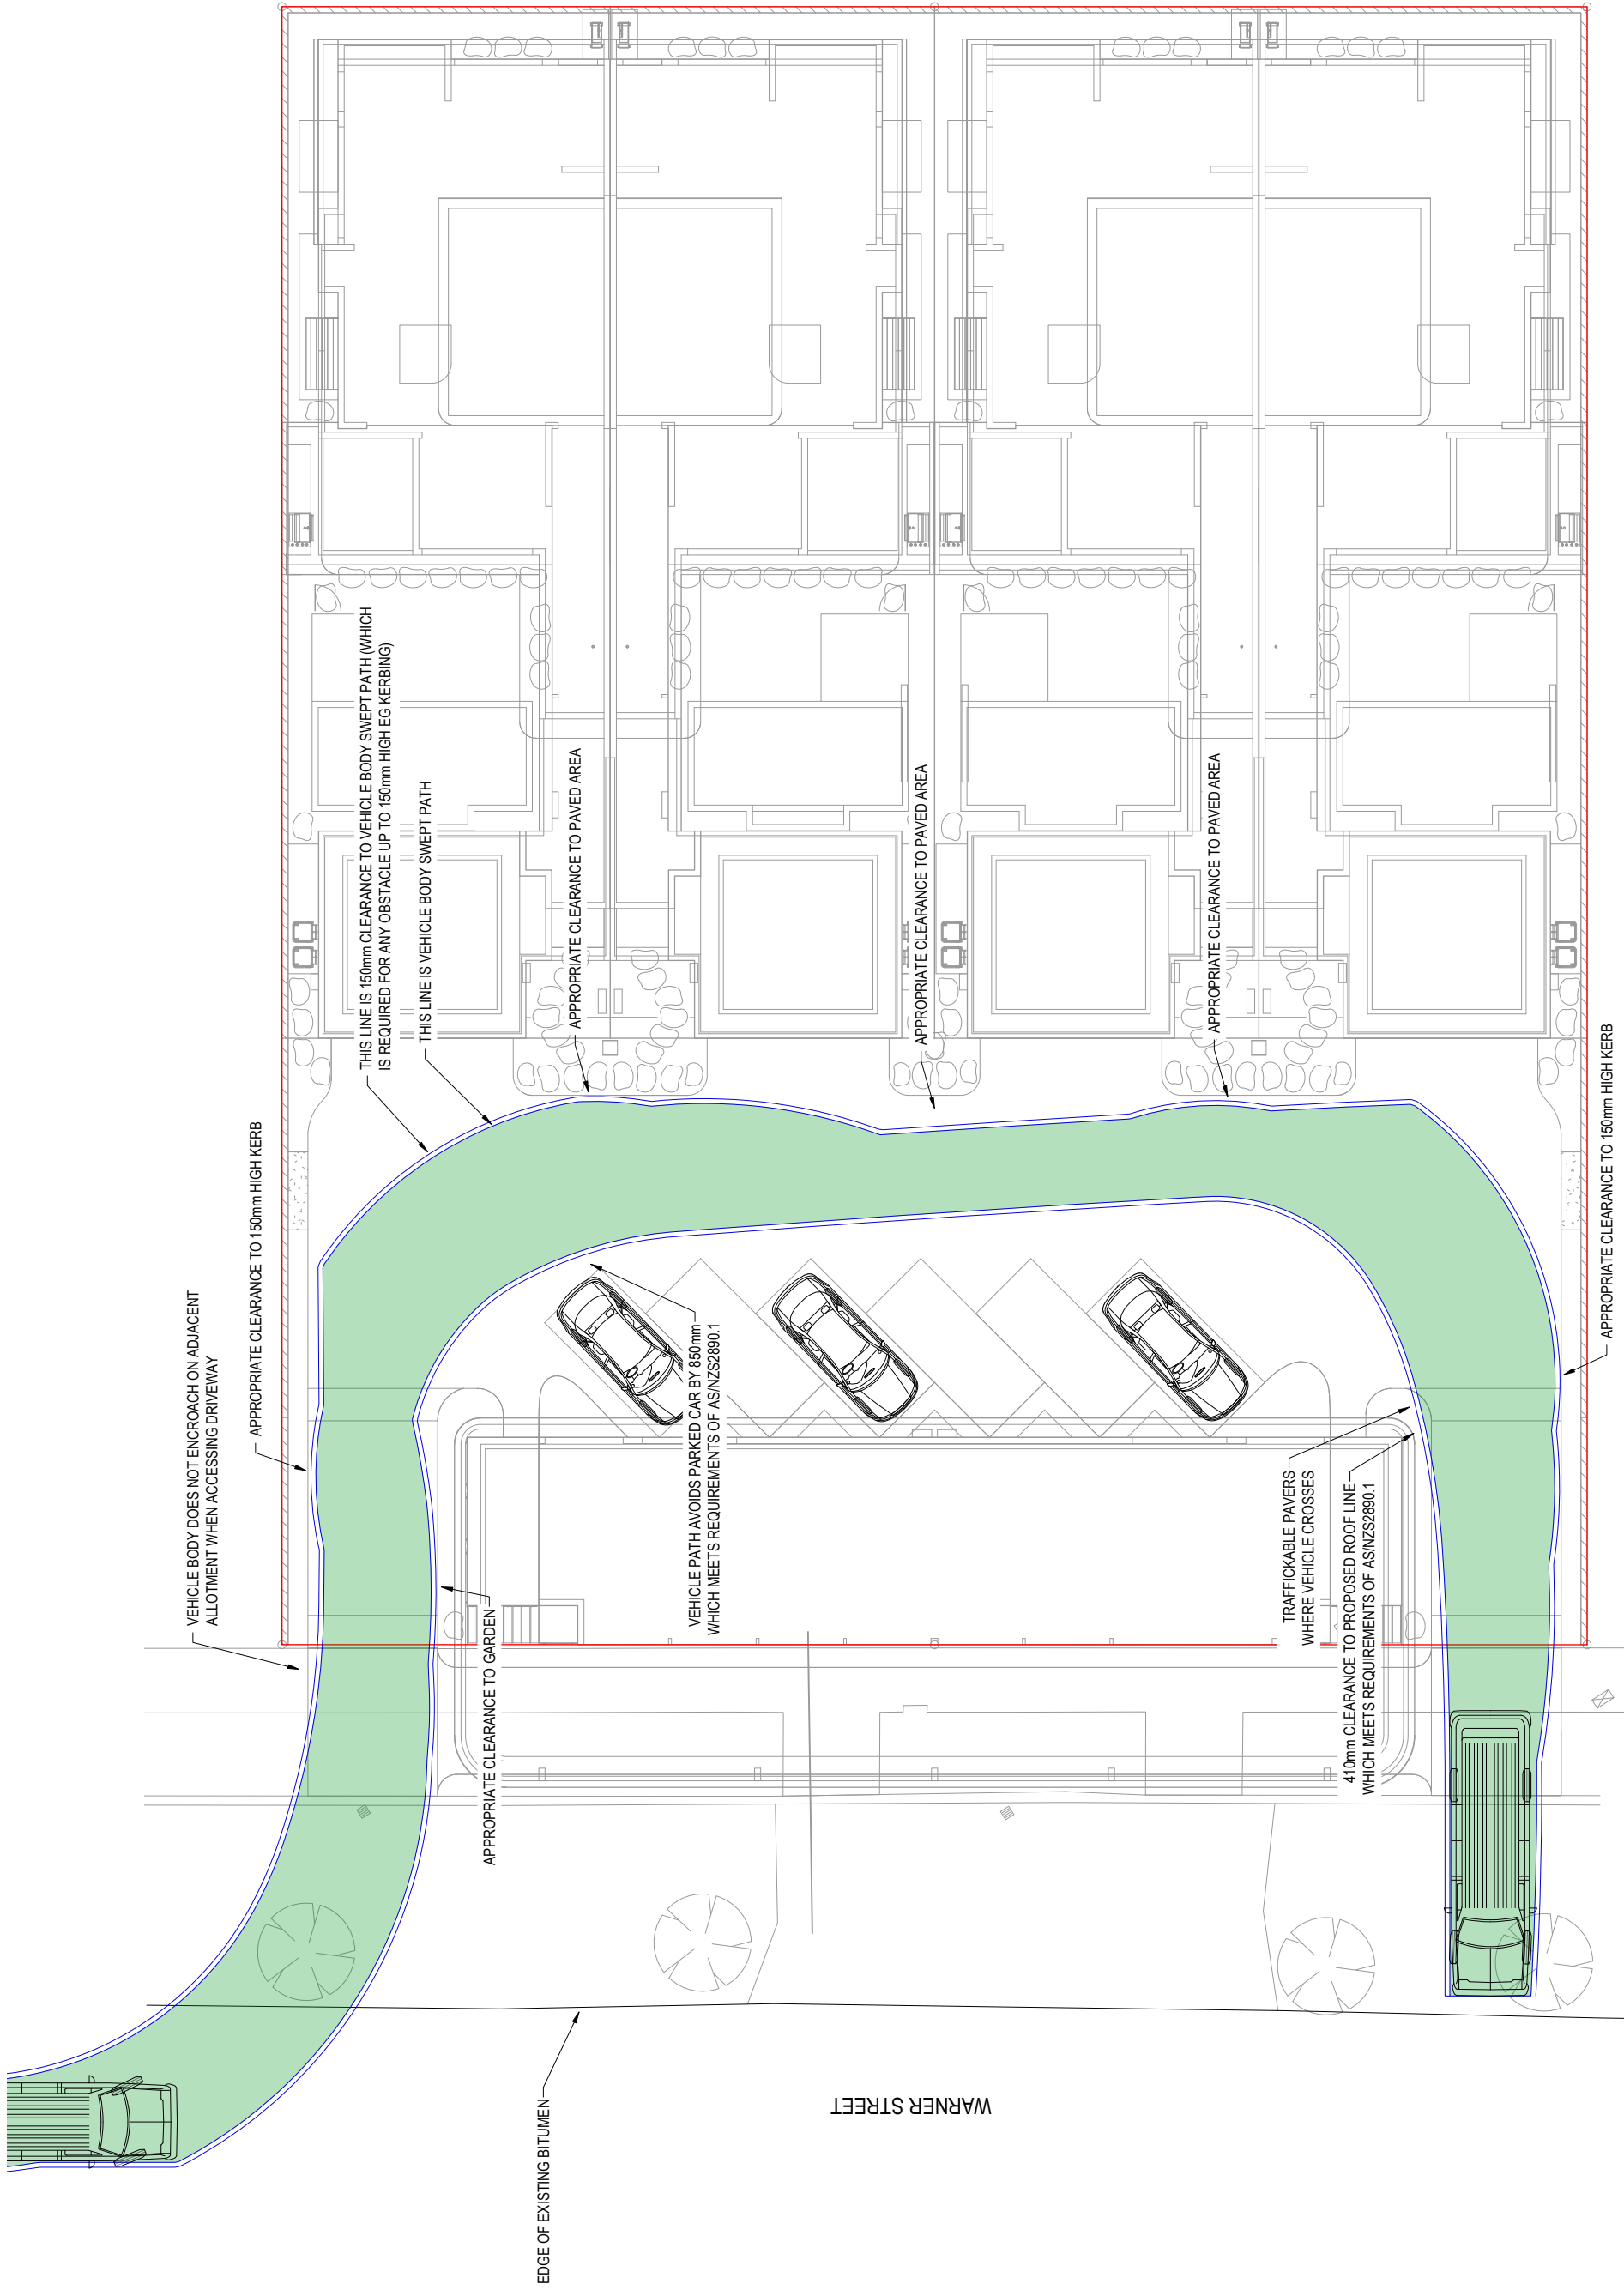 VEHICLE BODY DOES NOT ENCROACH ON ADJACENT
ALLOTMENT WHEN ACCESSING DRIVEWAY
APPROPRIATE CLEARANCE TO 150mm HIGH KERB
THIS LINE IS 150mm CLEARANCE TO VEHICLE BODY SWEPT PATH (WHICH
IS REQUIRED FOR ANY OBSTACLE UP TO 150mm HIGH EG KERBING)
THIS LINE IS VEHICLE BODY SWEPT PATH
APPROPRIATE CLEARANCE TO GARDEN
EDGE OF EXISTING BITUMEN
APPROPRIATE CLEARANCE TO PAVED AREA
VEHICLE PATH AVOIDS PARKED CAR BY 850mm
WHICH MEETS REQUIREMENTS OF AS/NZS2890.1
WARNER STREET
APPROPRIATE CLEARANCE TO PAVED AREA
APPROPRIATE CLEARANCE TO PAVED AREA
TRAFFICKABLE PAVERS
WHERE VEHICLE CROSSES
410mm CLEARANCE TO PROPOSED ROOF LINE
WHICH MEETS REQUIREMENTS OF AS/NZS2890.1
APPROPRIATE CLEARANCE TO 150mm HIGH KERB